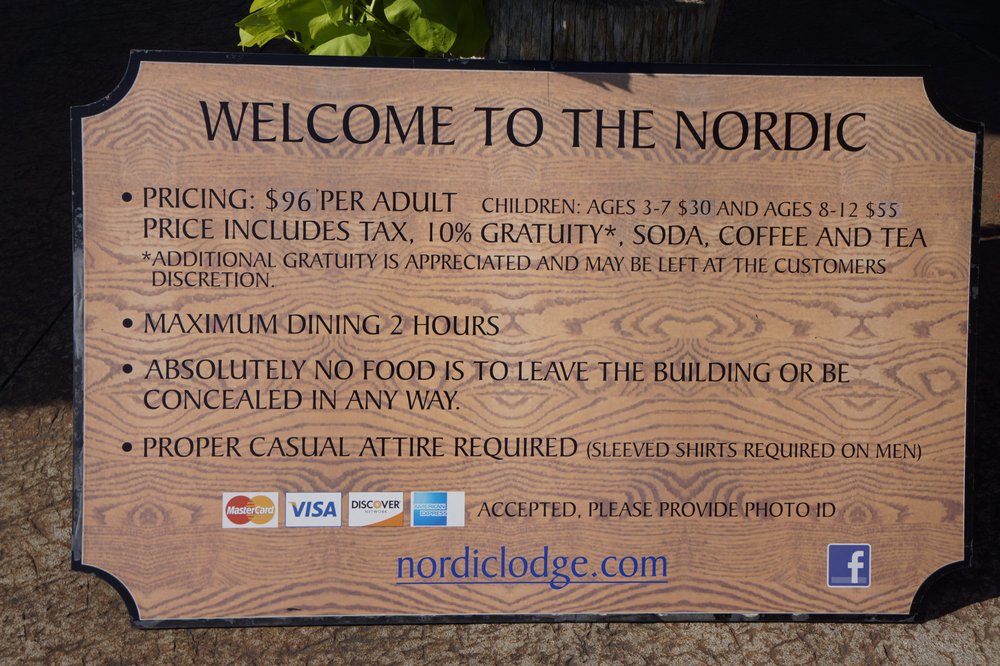 WELCOME TO THE NORDIC
• PRICING: $96 PER ADULT CHILDREN: AGES 3-7 $30 AND AGES 8-12 $55
PRICE INCLUDES TAX, 10% GRATUITY*, SODA, COFFEE AND TEA
*ADDITIONAL GRATUITY IS APPRECIATED AND MAY BE LEFT AT THE CUSTOMERS
DISCRETION.
• MAXIMUM DINING 2 HOURS
• ABSOLUTELY NO FOOD IS TO LEAVE THE BUILDING OR BE
CONCEALED IN ANY WAY.
• PROPER CASUAL ATTIRE REQUIRED (SLEEVED SHIRTS REQUIRED ON MEN)
MasterCard VISA DISCOVER NETWORK AMERICAN EXPRESS ACCEPTED, PLEASE PROVIDE PHOTO ID
nordiclodge.com f